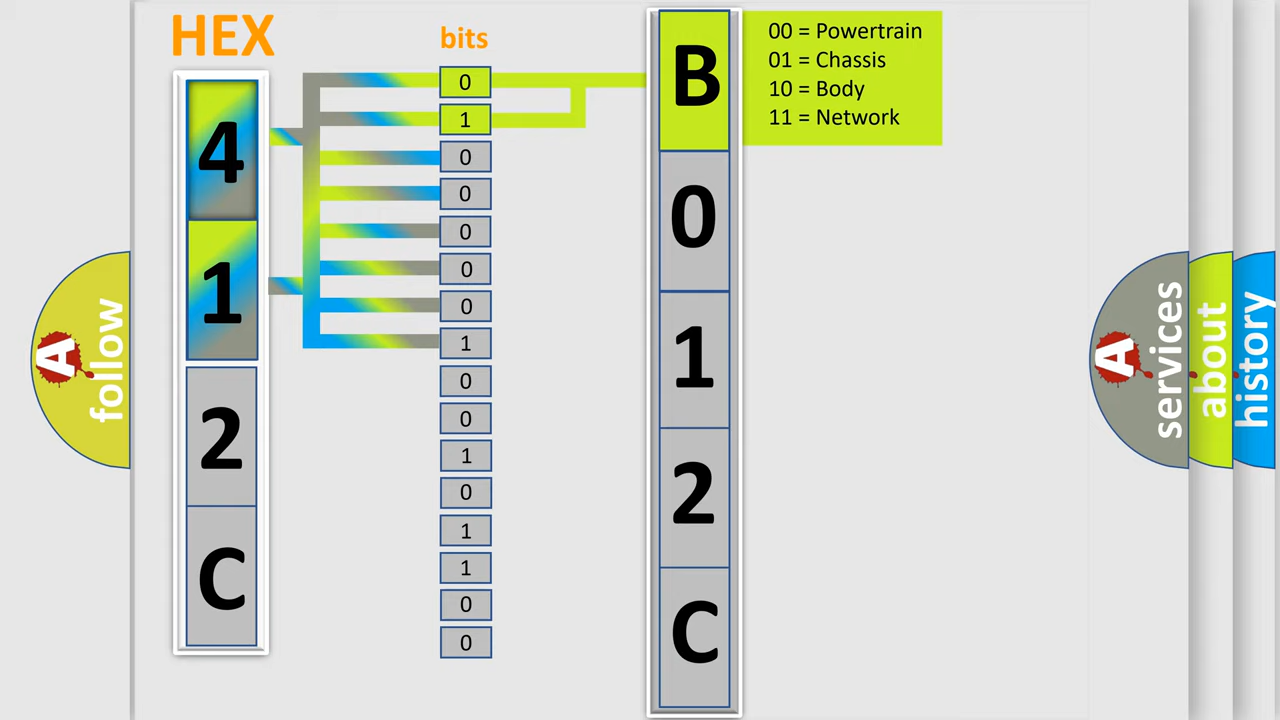 HEX
bits
4
1
2
C
0
1
0
0
0
0
0
1
0
0
1
0
1
1
0
0
B
0
1
2
C
00 = Powertrain
01 = Chassis
10 = Body
11 = Network
A
follow
A
services
about
history